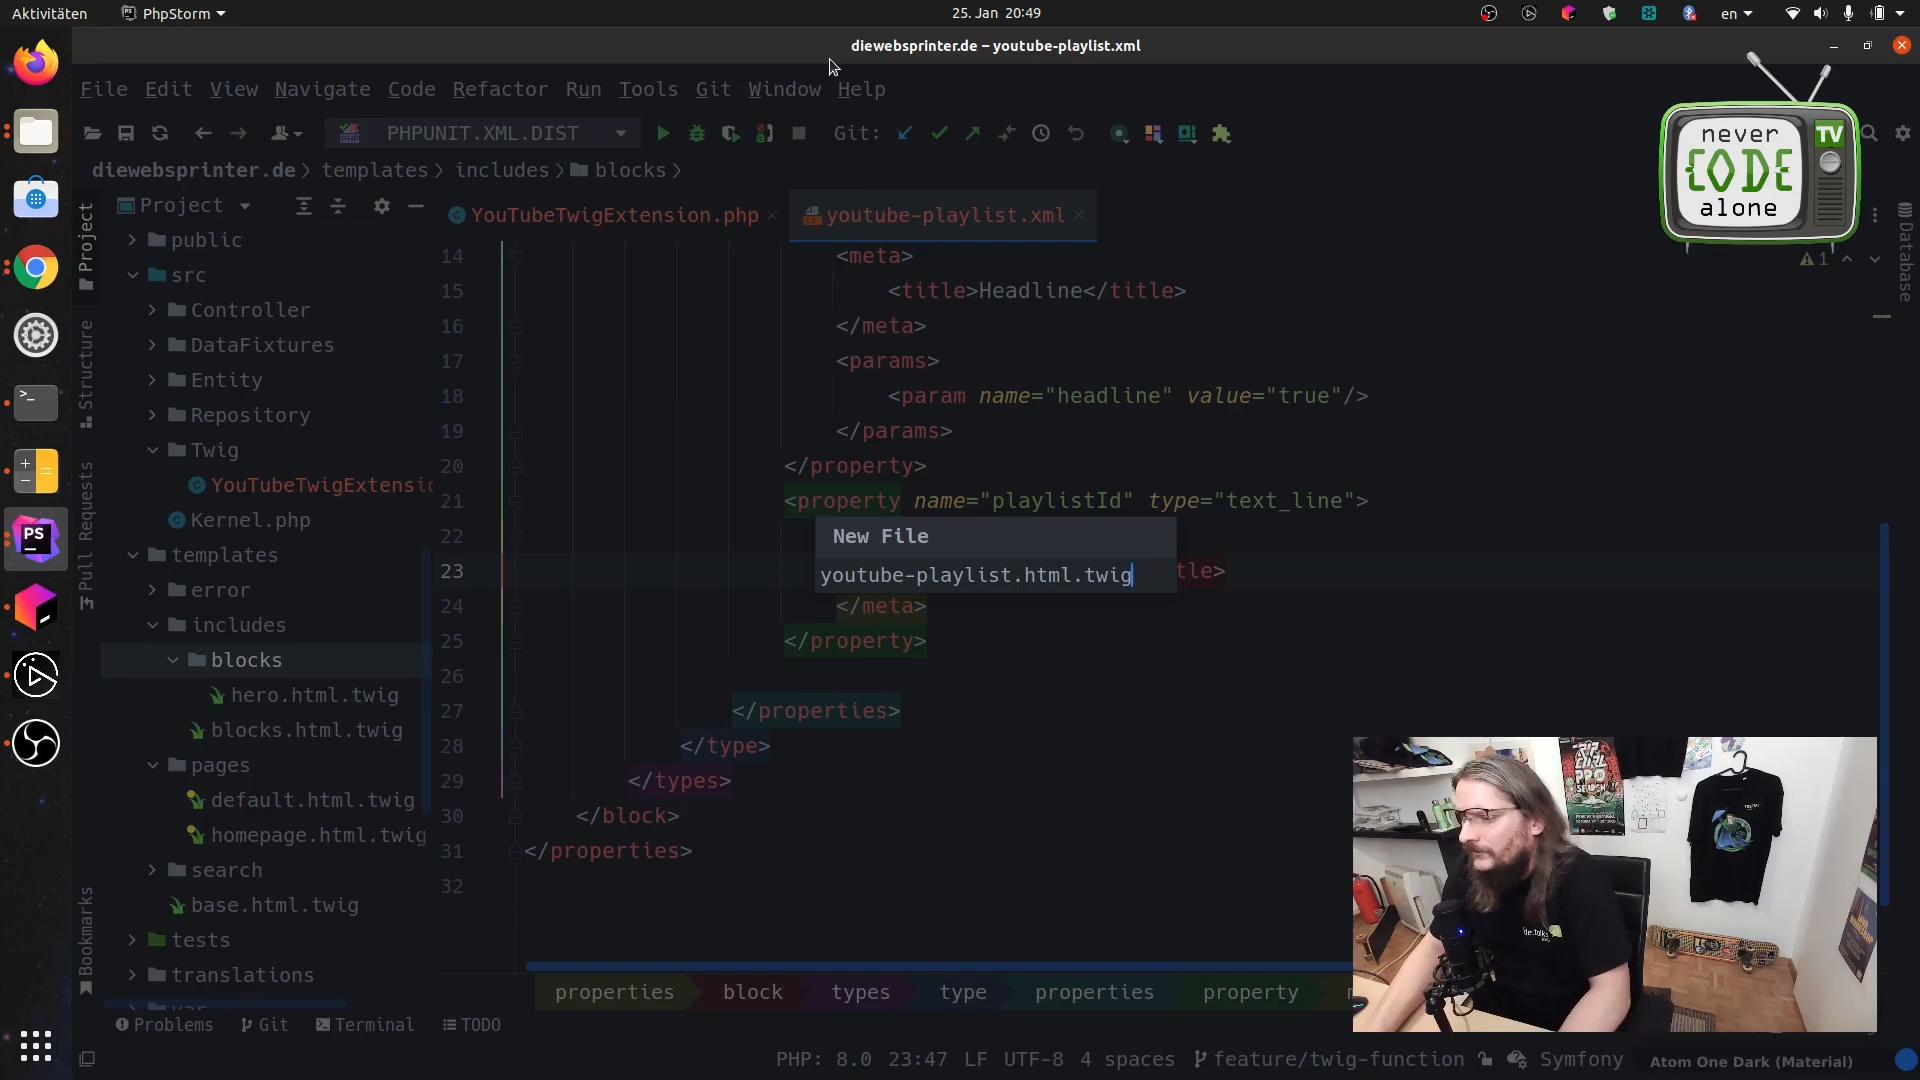 Aktivitäten
PhpStorm
25. Jan 20:49
en
diewebsprinter.de – youtube-playlist.xml
File Edit View Navigate Code Refactor Run Tools Git Window Help
PHPUNIT.XML.DIST
Git:
never
CODE
alone
TV
diewebsprinter.de
templates
includes
blocks
Project
Structure
Pull Requests
Bookmarks
Database
Project
YouTubeTwigExtension.php
youtube-playlist.xml
1
public
src
Controller
DataFixtures
Entity
Repository
Twig
YouTubeTwigExtensio
Kernel.php
templates
error
includes
blocks
hero.html.twig
blocks.html.twig
pages
default.html.twig
homepage.html.twig
search
base.html.twig
tests
translations
14 <meta>
15 <title>Headline</title>
16 </meta>
17 <params>
18 <param name="headline" value="true"/>
19 </params>
20 </property>
21 <property name="playlistId" type="text_line">
22
New File
23 tle>
youtube-playlist.html.twig
24 </meta>
25 </property>
26
27 </properties>
28 </type>
29 </types>
30 </block>
31 </properties>
32
properties block types type properties property
Problems Git Terminal TODO
PHP: 8.0 23:47 LF UTF-8 4 spaces feature/twig-function Symfony Atom One Dark (Material)
PS